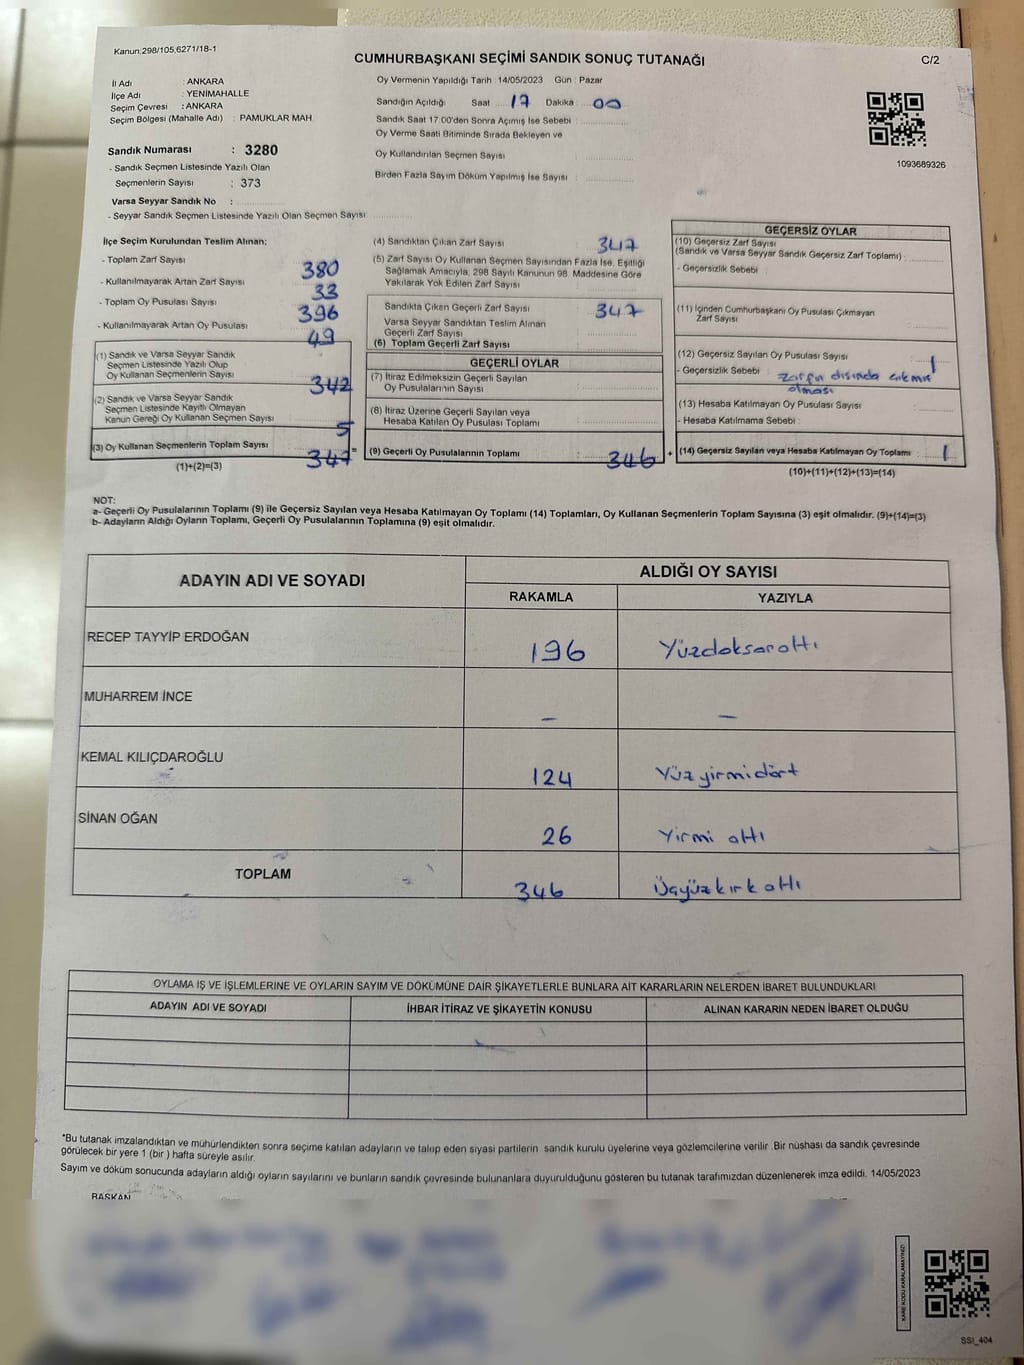 Kanun,298/105,6271/18-1
CUMHURBAŞKANI SEÇİMİ SANDIK SONUÇ TUTANAĞI
C/2
İl Adı : ANKARA
İlçe Adı : YENİMAHALLE
Seçim Çevresi : ANKARA
Seçim Bölgesi (Mahalle Adı) : PAMUKLAR MAH.
Oy Vermenin Yapıldığı Tarih 14/05/2023 Gün : Pazar
Sandığın Açıldığı Saat 17 Dakika : 00
Sandık Saat 17.00'den Sonra Açımış İse Sebebi :
Oy Verme Saati Bitiminde Sırada Bekleyen ve
Oy Kullandırılan Seçmen Sayısı :
Birden Fazla Sayım Döküm Yapılmış İse Sayısı :
1093689326
Sandık Numarası : 3280
- Sandık Seçmen Listesinde Yazılı Olan
Seçmenlerin Sayısı : 373
Varsa Seyyar Sandık No :
- Seyyar Sandık Seçmen Listesinde Yazılı Olan Seçmen Sayısı :
İlçe Seçim Kurulundan Teslim Alınan;
- Toplam Zarf Sayısı : 380
- Kullanılmayarak Artan Zarf Sayısı : 33
- Toplam Oy Pusulası Sayısı : 396
- Kullanılmayarak Artan Oy Pusulası : 49
(1) Sandık ve Varsa Seyyar Sandık
Seçmen Listesinde Yazılı Olup
Oy Kullanan Seçmenlerin Sayısı : 342
(2) Sandık ve Varsa Seyyar Sandık
Seçmen Listesinde Kayıtlı Olmayan
Kanun Gereği Oy Kullanan Seçmen Sayısı : 5
(3) Oy Kullanan Seçmenlerin Toplam Sayısı : 347
(1)+(2)=(3)
(4) Sandıktan Çıkan Zarf Sayısı : 347
(5) Zarf Sayısı Oy Kullanan Seçmen Sayısından Fazla İse, Eşitliği
Sağlamak Amacıyla, 298 Sayılı Kanunun 98. Maddesine Göre
Yakılarak Yok Edilen Zarf Sayısı :
Sandıkta Çıkan Geçerli Zarf Sayısı : 347
Varsa Seyyar Sandıktan Teslim Alınan
Geçerli Zarf Sayısı :
(6) Toplam Geçerli Zarf Sayısı :
GEÇERLİ OYLAR
(7) İtiraz Edilmeksizin Geçerli Sayılan
Oy Pusulalarının Sayısı :
(8) İtiraz Üzerine Geçerli Sayılan veya
Hesaba Katılan Oy Pusulası Toplamı :
= (9) Geçerli Oy Pusulalarının Toplamı : 346
GEÇERSİZ OYLAR
(10) Geçersiz Zarf Sayısı
(Sandık ve Varsa Seyyar Sandık Geçersiz Zarf Toplamı) :
- Geçersizlik Sebebi :
(11) İçinden Cumhurbaşkanı Oy Pusulası Çıkmayan
Zarf Sayısı :
(12) Geçersiz Sayılan Oy Pusulası Sayısı : 1
- Geçersizlik Sebebi : zarfın dışında çıkmış
olması
(13) Hesaba Katılmayan Oy Pusulası Sayısı :
- Hesaba Katılmama Sebebi :
+ (14) Geçersiz Sayılan veya Hesaba Katılmayan Oy Toplamı : 1
(10)+(11)+(12)+(13)=(14)
NOT:
a- Geçerli Oy Pusulalarının Toplamı (9) ile Geçersiz Sayılan veya Hesaba Katılmayan Oy Toplamı (14) Toplamları, Oy Kullanan Seçmenlerin Toplam Sayısına (3) eşit olmalıdır. (9)+(14)=(3)
b- Adayların Aldığı Oyların Toplamı, Geçerli Oy Pusulalarının Toplamına (9) eşit olmalıdır.
ADAYIN ADI VE SOYADI
ALDIĞI OY SAYISI
RAKAMLA YAZIYLA
RECEP TAYYİP ERDOĞAN 196 Yüzdoksanaltı
MUHARREM İNCE - -
KEMAL KILIÇDAROĞLU 124 Yüzyirmidört
SİNAN OĞAN 26 Yirmi altı
TOPLAM 346 Üçyüzkırkaltı
OYLAMA İŞ VE İŞLEMLERİNE VE OYLARIN SAYIM VE DÖKÜMÜNE DAİR ŞİKAYETLERLE BUNLARA AİT KARARLARIN NELERDEN İBARET BULUNDUKLARI
ADAYIN ADI VE SOYADI İHBAR İTİRAZ VE ŞİKAYETİN KONUSU ALINAN KARARIN NEDEN İBARET OLDUĞU
*Bu tutanak imzalandıktan ve mühürlendikten sonra seçime katılan adayların ve talep eden siyasi partilerin sandık kurulu üyelerine veya gözlemcilerine verilir. Bir nüshası da sandık çevresinde
görülecek bir yere 1 (bir) hafta süreyle asılır.
Sayım ve döküm sonucunda adayların aldığı oyların sayılarını ve bunların sandık çevresinde bulunanlara duyurulduğunu gösteren bu tutanak tarafımızdan düzenlenerek imza edildi. 14/05/2023
BAŞKAN
KARE KODU KARALAMAYINIZ!
SSI_404